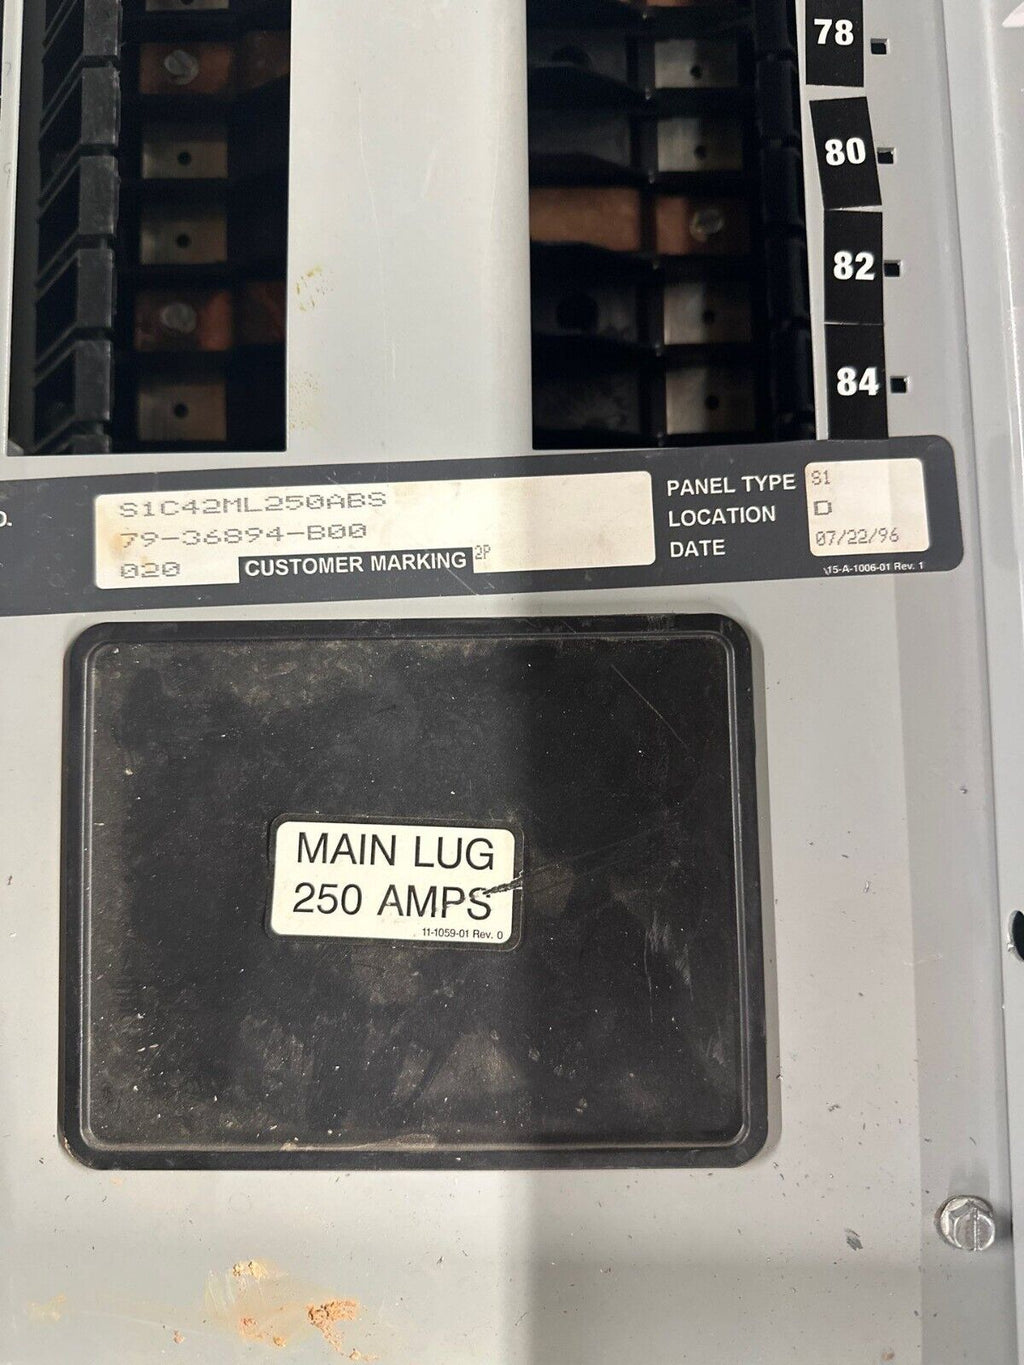 78
80
82
84
S1C42ML250ABS
79-36894-B00
020
CUSTOMER MARKING 2P
PANEL TYPE S1
LOCATION D
DATE 07/22/96
15-A-1006-01 Rev. 1
MAIN LUG
250 AMPS
11-1059-01 Rev. 0